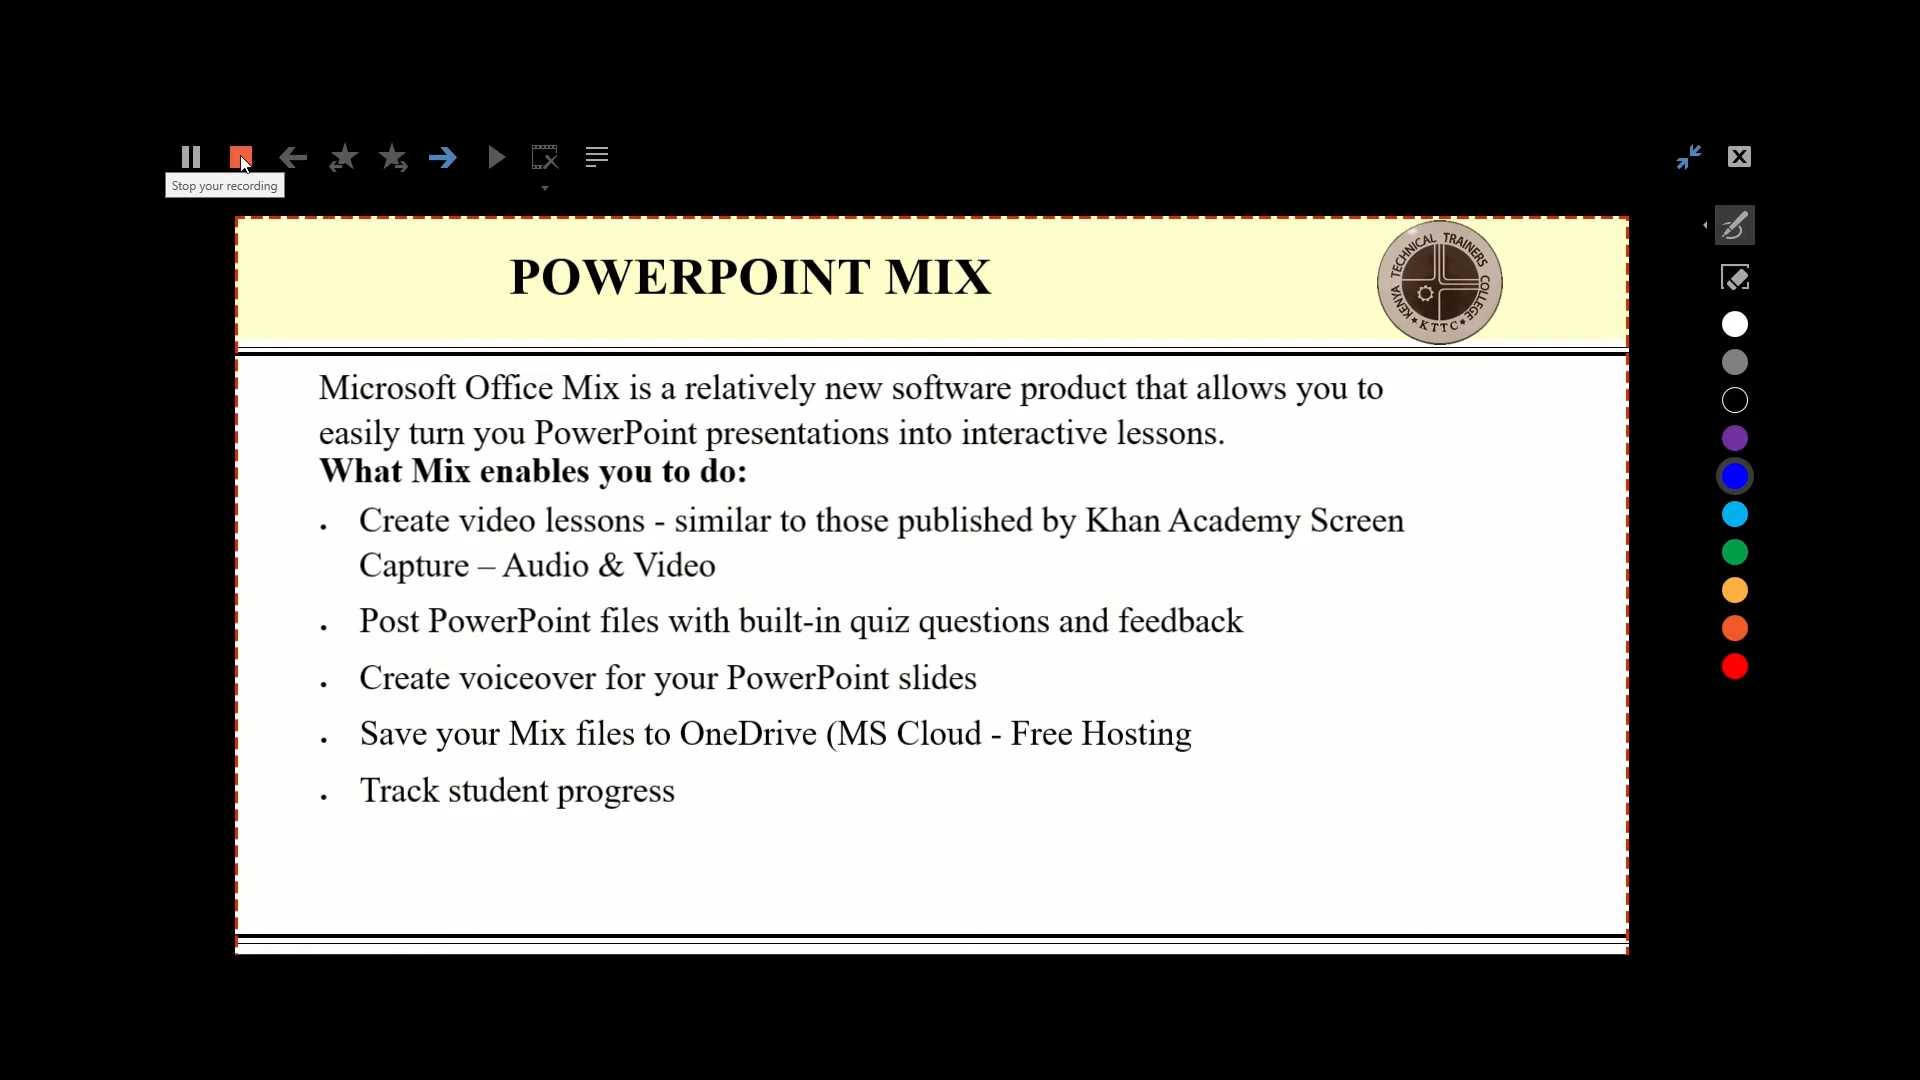 Stop your recording
POWERPOINT MIX
KENYA TECHNICAL TRAINERS COLLEGE
KTTC
Microsoft Office Mix is a relatively new software product that allows you to
easily turn you PowerPoint presentations into interactive lessons.
What Mix enables you to do:
• Create video lessons - similar to those published by Khan Academy Screen
Capture – Audio & Video
• Post PowerPoint files with built-in quiz questions and feedback
• Create voiceover for your PowerPoint slides
• Save your Mix files to OneDrive (MS Cloud - Free Hosting
• Track student progress